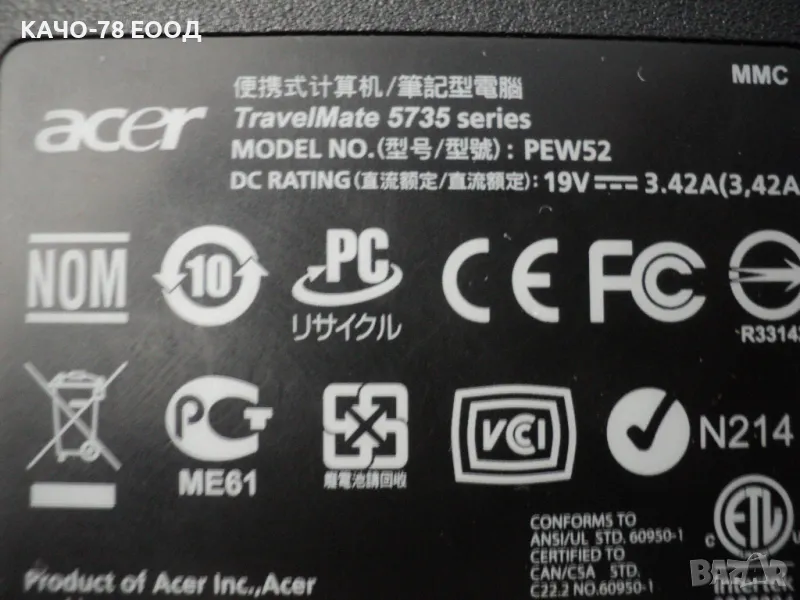 КАЧО-78 ЕООД
MMC
便携式计算机/筆記型電腦
acer
TravelMate 5735 series
MODEL NO.(型号/型號): PEW52
DC RATING(直流额定/直流額定): 19V 3.42A(3,42A
NOM
10
PC
CE
FC
リサイクル
R3314
PCT
VCI
N214
ME61
廢電池請回收
CONFORMS TO
ANSI/UL STD. 60950-1
CERTIFIED TO
CAN/CSA STD.
C22.2 NO.60950-1
ETL
c
Intertek
Product of Acer Inc.,Acer
BAZAR